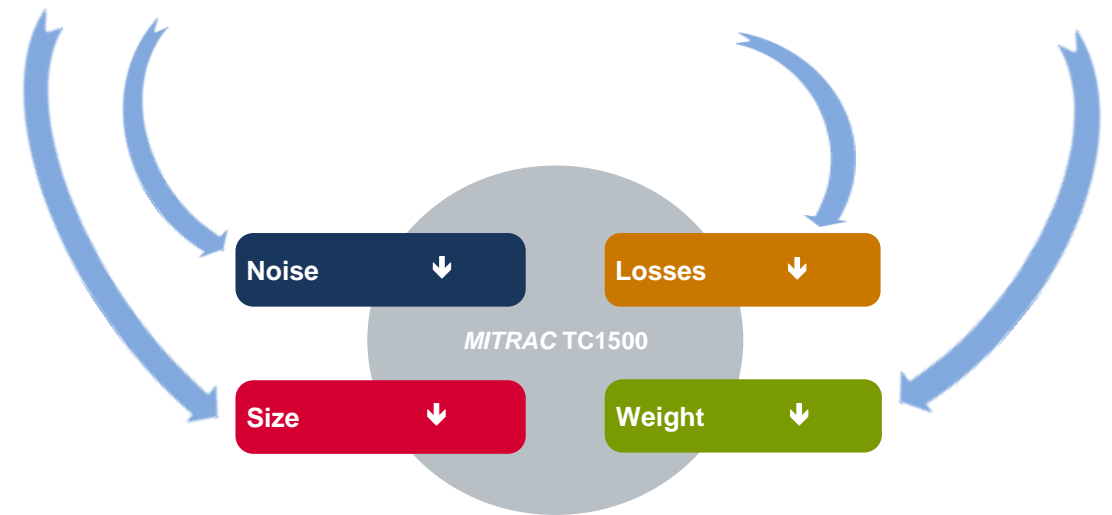 Noise 🡫
Losses 🡫
MITRAC TC1500
Size 🡫
Weight 🡫